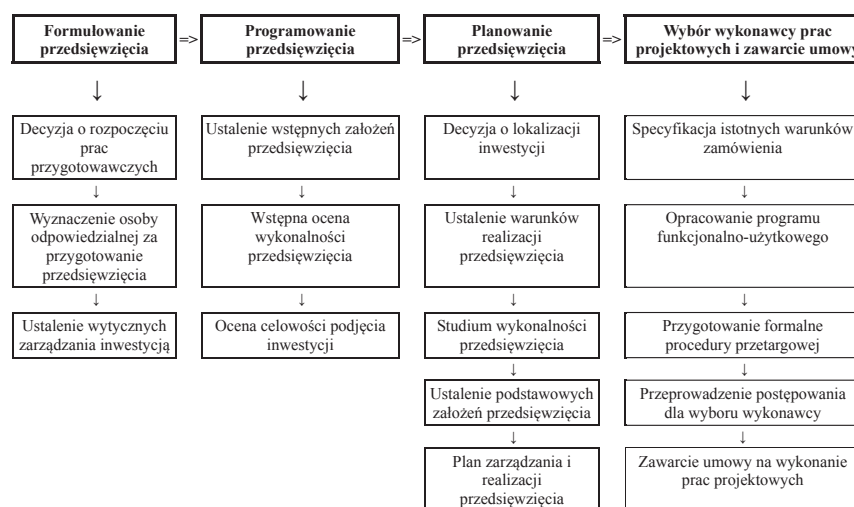 Formułowanie
przedsięwzięcia
=>
Programowanie
przedsięwzięcia
=>
Planowanie
przedsięwzięcia
=>
Wybór wykonawcy prac
projektowych i zawarcie umowy
↓
↓
↓
↓
Decyzja o rozpoczęciu
prac
przygotowawczych
↓
Wyznaczenie osoby
odpowiedzialnej za
przygotowanie
przedsięwzięcia
↓
Ustalenie wytycznych
zarządzania inwestycją
Ustalenie wstępnych założeń
przedsięwzięcia
↓
Wstępna ocena
wykonalności
przedsięwzięcia
↓
Ocena celowości podjęcia
inwestycji
Decyzja o lokalizacji
inwestycji
↓
Ustalenie warunków
realizacji
przedsięwzięcia
↓
Studium wykonalności
przedsięwzięcia
↓
Ustalenie podstawowych
założeń przedsięwzięcia
↓
Plan zarządzania i
realizacji
przedsięwzięcia
Specyfikacja istotnych warunków
zamówienia
↓
Opracowanie programu
funkcjonalno-użytkowego
↓
Przygotowanie formalne
procedury przetargowej
↓
Przeprowadzenie postępowania
dla wyboru wykonawcy
↓
Zawarcie umowy na wykonanie
prac projektowych